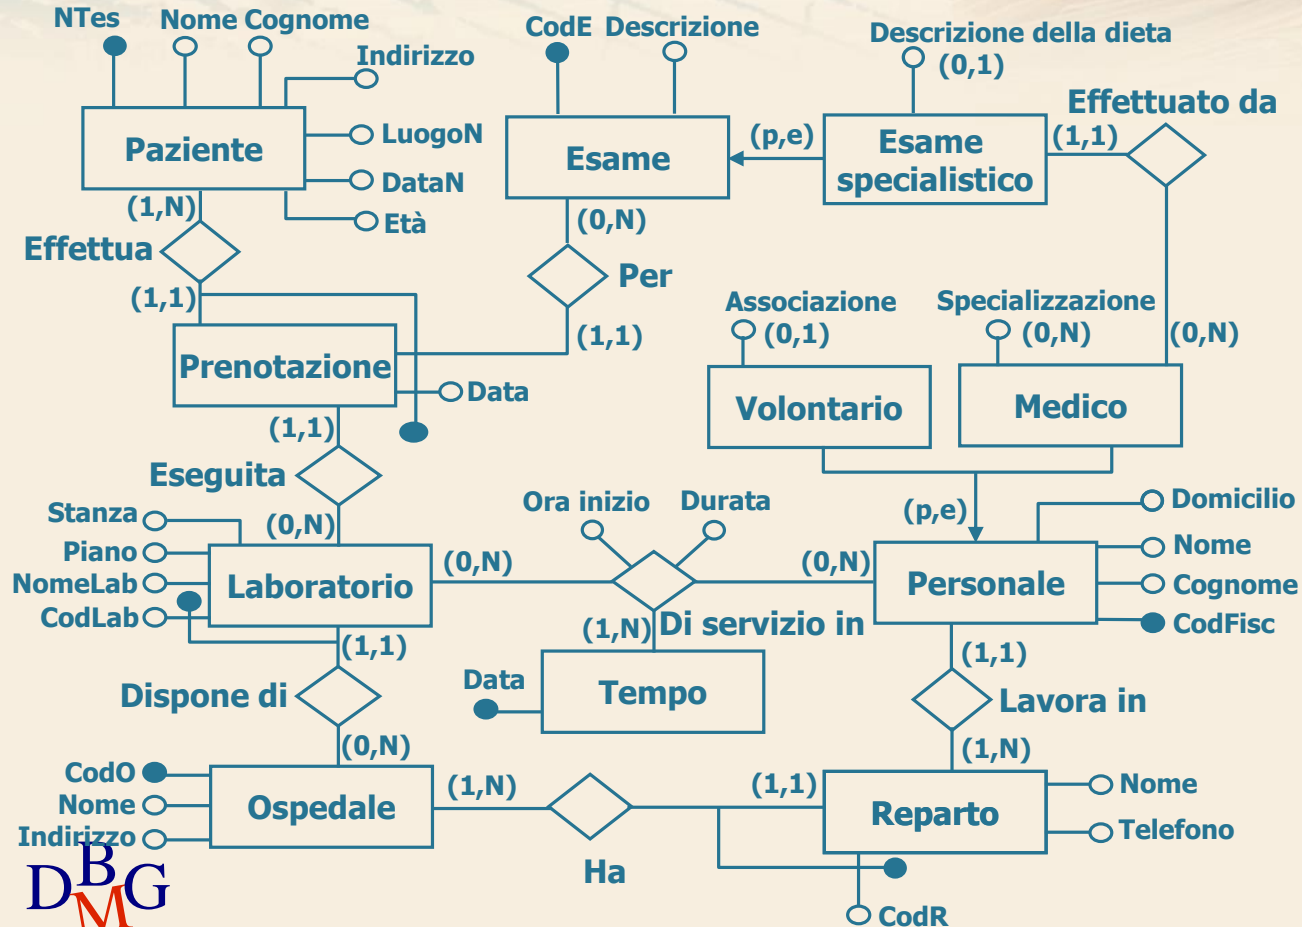 NTes
Nome Cognome
CodE Descrizione
Descrizione della dieta
(0,1)
Indirizzo
Effettuato da
Paziente
LuogoN
DataN
Età
(1,N)
Esame
(p,e)
Esame
specialistico
(1,1)
(0,N)
Effettua
(1,1)
Per
(1,1)
Associazione
(0,1)
Specializzazione
(0,N)
(0,N)
Prenotazione
Data
Volontario
Medico
(1,1)
Eseguita
(0,N)
Stanza
Piano
NomeLab
CodLab
Laboratorio
(0,N)
Ora inizio
Durata
(0,N)
(p,e)
Personale
Domicilio
Nome
Cognome
CodFisc
(1,N)
Di servizio in
(1,1)
Dispone di
(0,N)
Data
Tempo
(1,1)
Lavora in
(1,N)
CodO
Nome
Indirizzo
Ospedale
(1,N)
Ha
(1,1)
Reparto
Nome
Telefono
CodR
DBMG